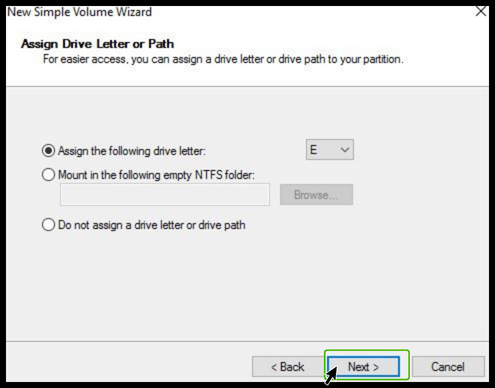 New Simple Volume Wizard
Assign Drive Letter or Path
For easier access, you can assign a drive letter or drive path to your partition.
Assign the following drive letter: E
Mount in the following empty NTFS folder:
Browse...
Do not assign a drive letter or drive path
< Back Next > Cancel